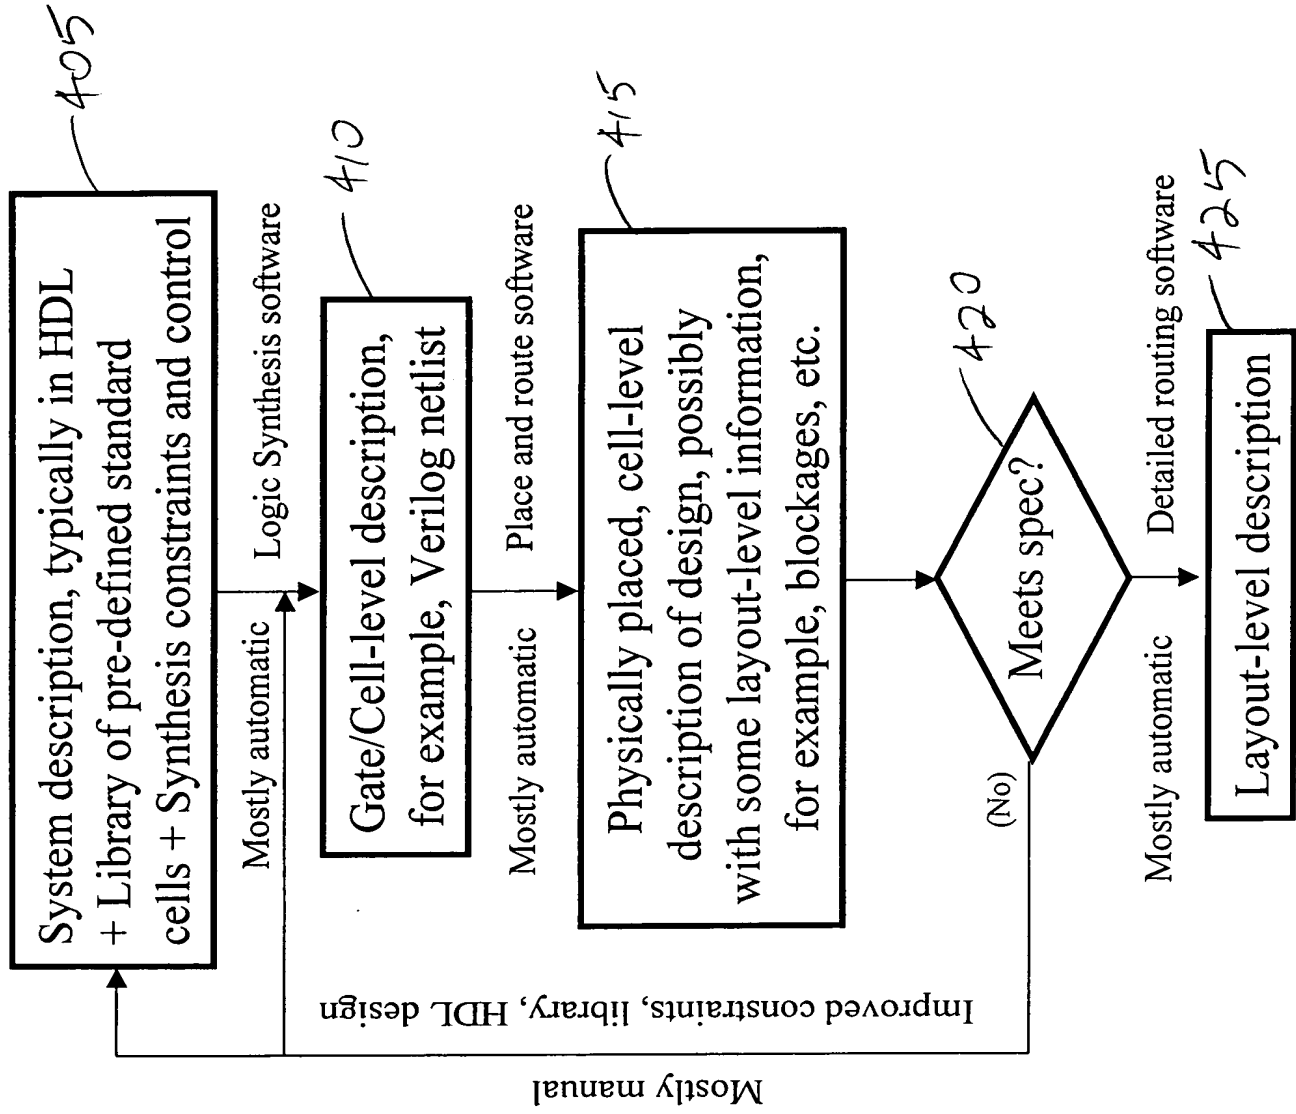 System description, typically in HDL
+ Library of pre-defined standard
cells + Synthesis constraints and control
405
Mostly automatic
Logic Synthesis software
Gate/Cell-level description,
for example, Verilog netlist
410
Mostly automatic
Place and route software
Physically placed, cell-level
description of design, possibly
with some layout-level information,
for example, blockages, etc.
415
Meets spec?
420
(No)
Improved constraints, library, HDL design
Mostly manual
Mostly automatic
Detailed routing software
Layout-level description
425